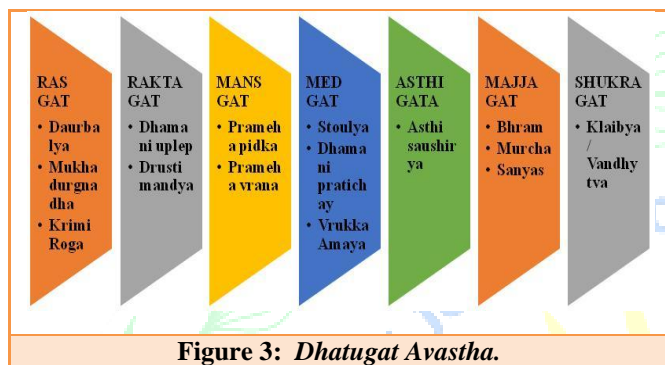 RAS
GAT
• Daurba
lya
• Mukha
durgna
dha
• Krimi
Roga
RAKTA
GAT
• Dham
ani uplep
• Drusti
mandya
MANS
GAT
• Prameh
a pidka
• Prameh
a vrana
MED
GAT
• Stoulya
• Dhama
ni
pratich
ay
• Vrukka
Amaya
ASTHI
GATA
• Asthi
saushir
ya
MAJJA
GAT
• Bhram
• Murcha
• Sanyas
SHUKRA
GAT
• Klaibya
/
Vandhy
tva
Figure 3: Dhatugat Avastha.